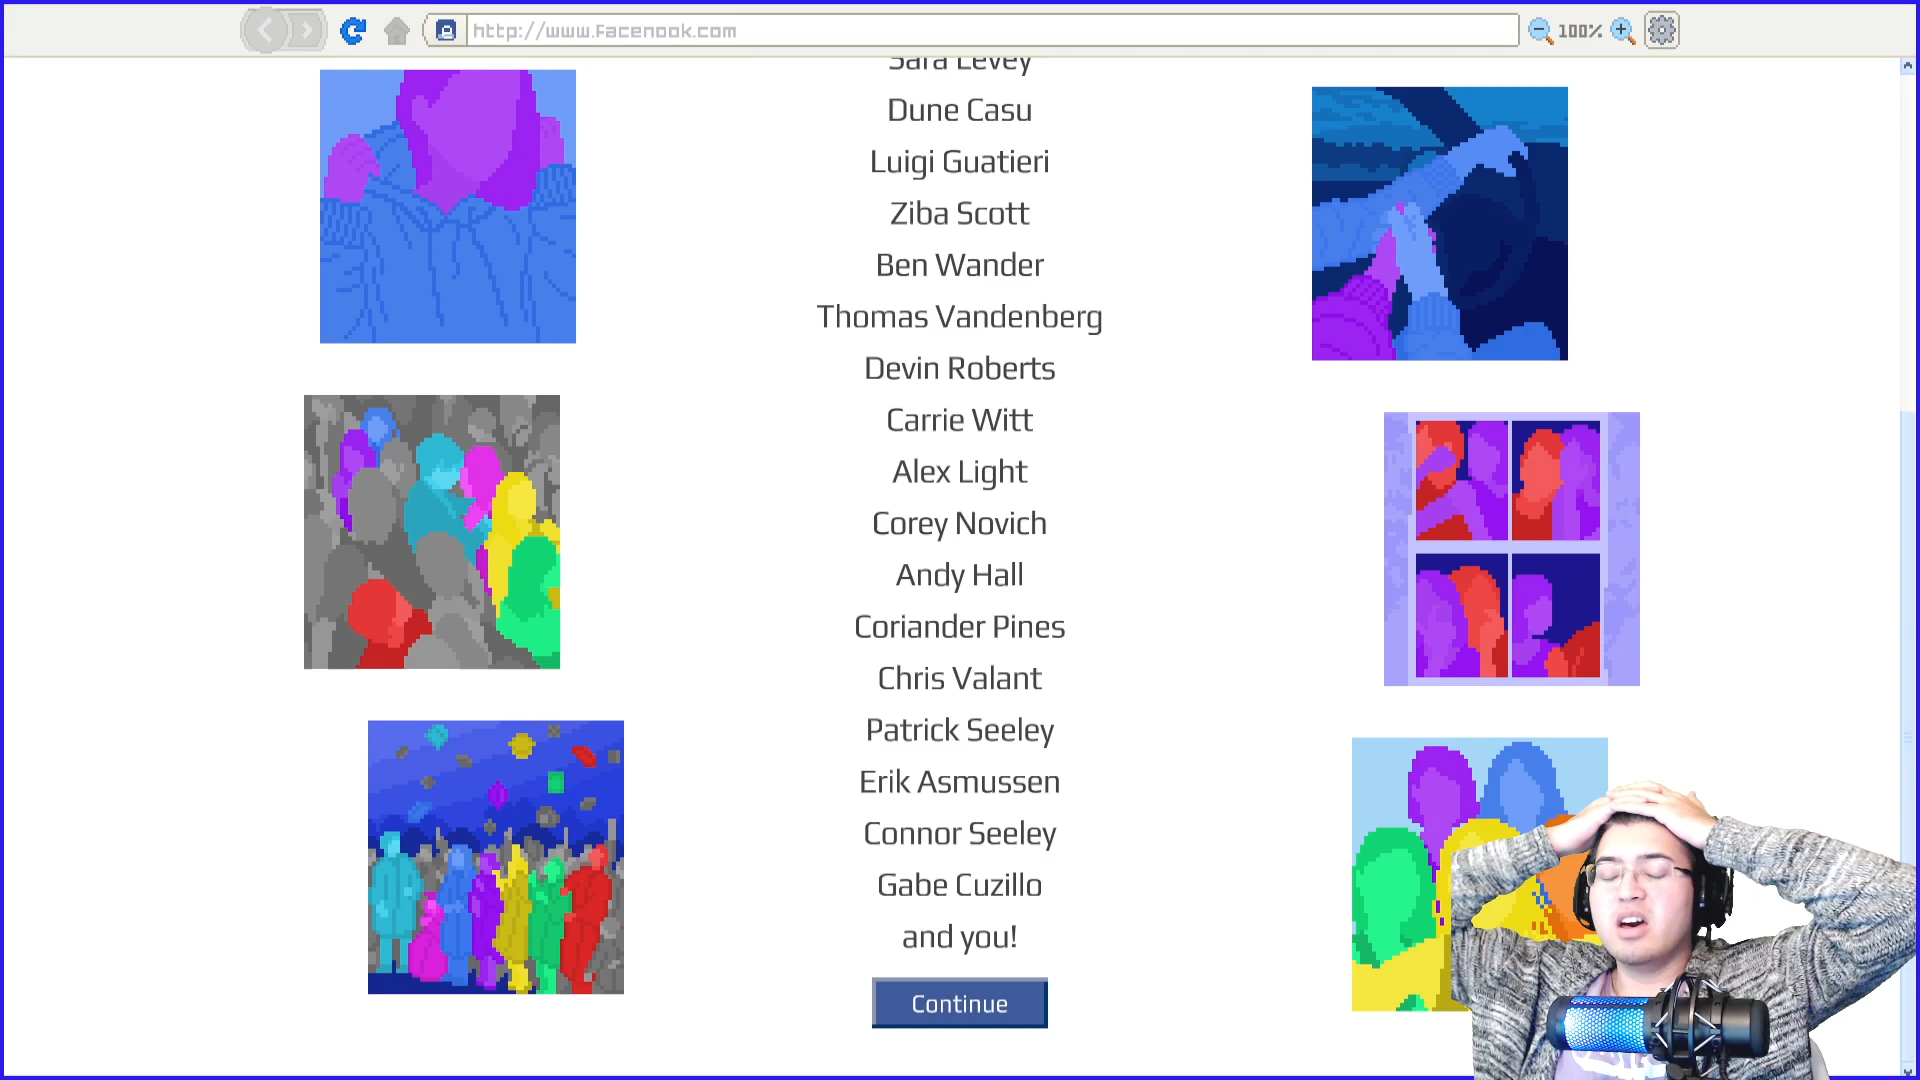 http://www.facenook.com
100%
Sara Levey
Dune Casu
Luigi Guatieri
Ziba Scott
Ben Wander
Thomas Vandenberg
Devin Roberts
Carrie Witt
Alex Light
Corey Novich
Andy Hall
Coriander Pines
Chris Valant
Patrick Seeley
Erik Asmussen
Connor Seeley
Gabe Cuzillo
and you!
Continue